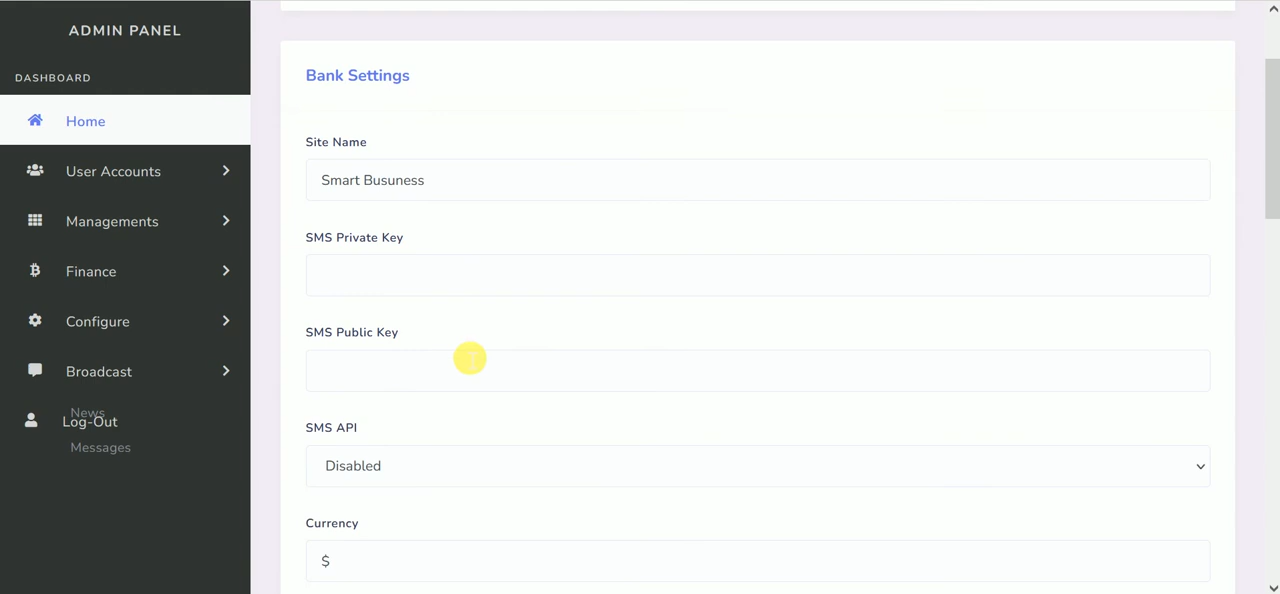 ADMIN PANEL
DASHBOARD
Home
User Accounts
Managements
Finance
Configure
Broadcast
News
Log-Out
Messages
Bank Settings
Site Name
Smart Busuness
SMS Private Key
SMS Public Key
SMS API
Disabled
Currency
$